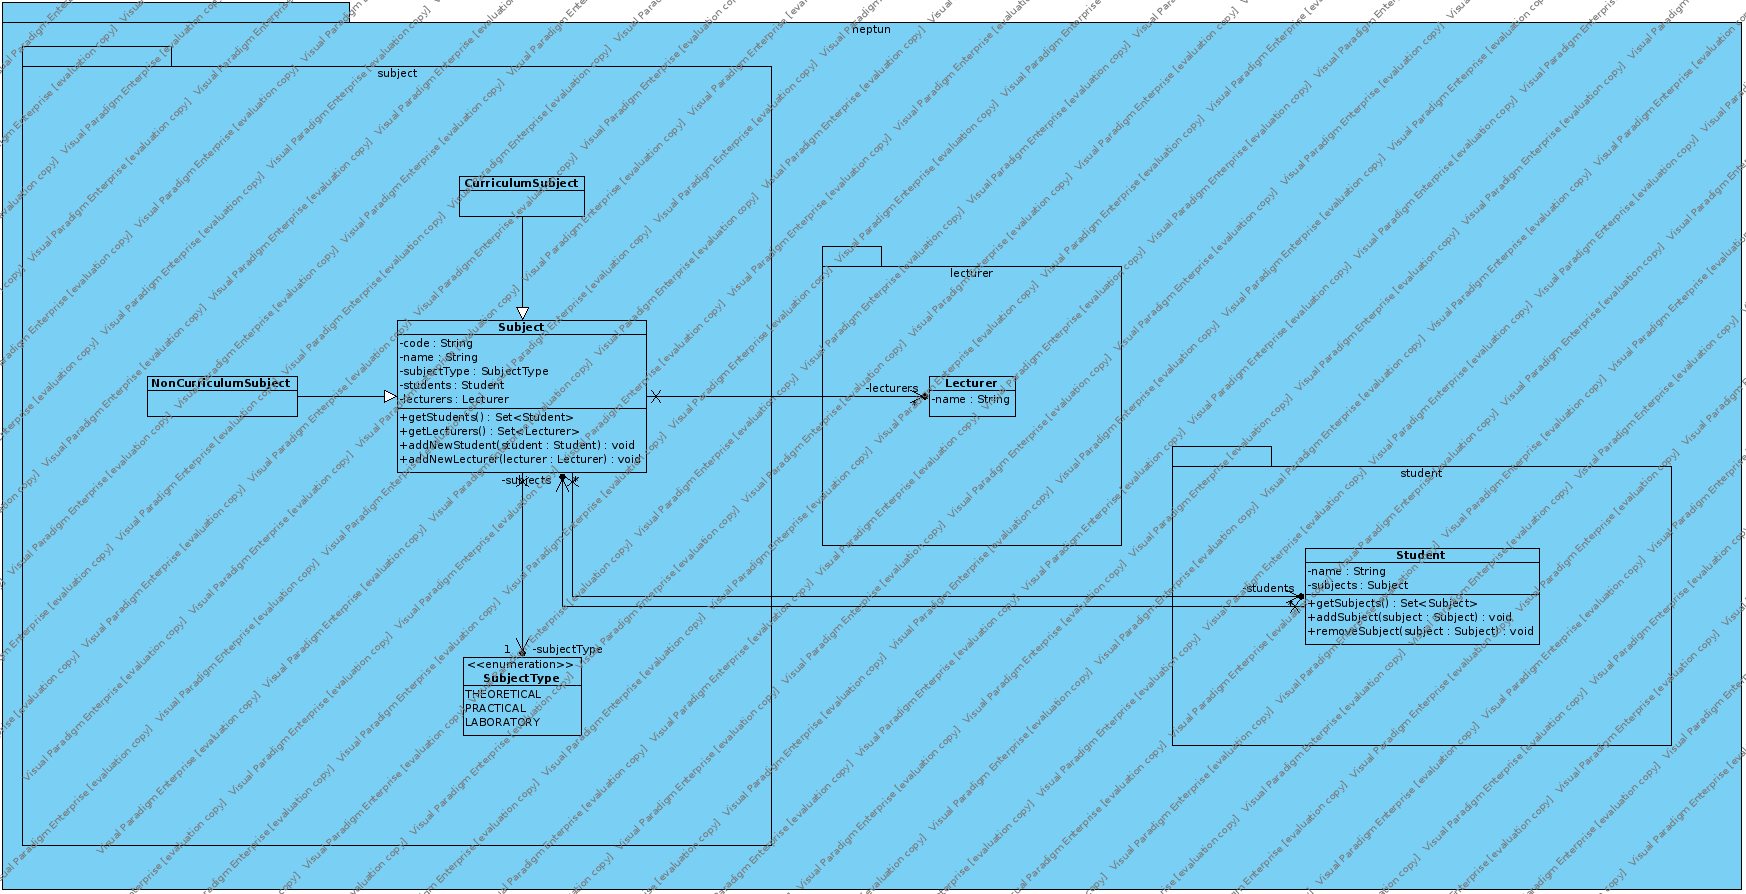 neptun
subject
CurriculumSubject
lecturer
Subject
-code : String
-name : String
-subjectType : SubjectType
-students : Student
-lecturers : Lecturer
+getStudents() : Set<Student>
+getLecturers() : Set<Lecturer>
+addNewStudent(student : Student) : void
+addNewLecturer(lecturer : Lecturer) : void
NonCurriculumSubject
-lecturers
Lecturer
-name : String
-subjects
student
Student
-name : String
-subjects : Subject
+getSubjects() : Set<Subject>
+addSubject(subject : Subject) : void
+removeSubject(subject : Subject) : void
-students
1
-subjectType
<<enumeration>>
SubjectType
THEORETICAL
PRACTICAL
LABORATORY
Visual Paradigm Enterprise [evaluation copy]